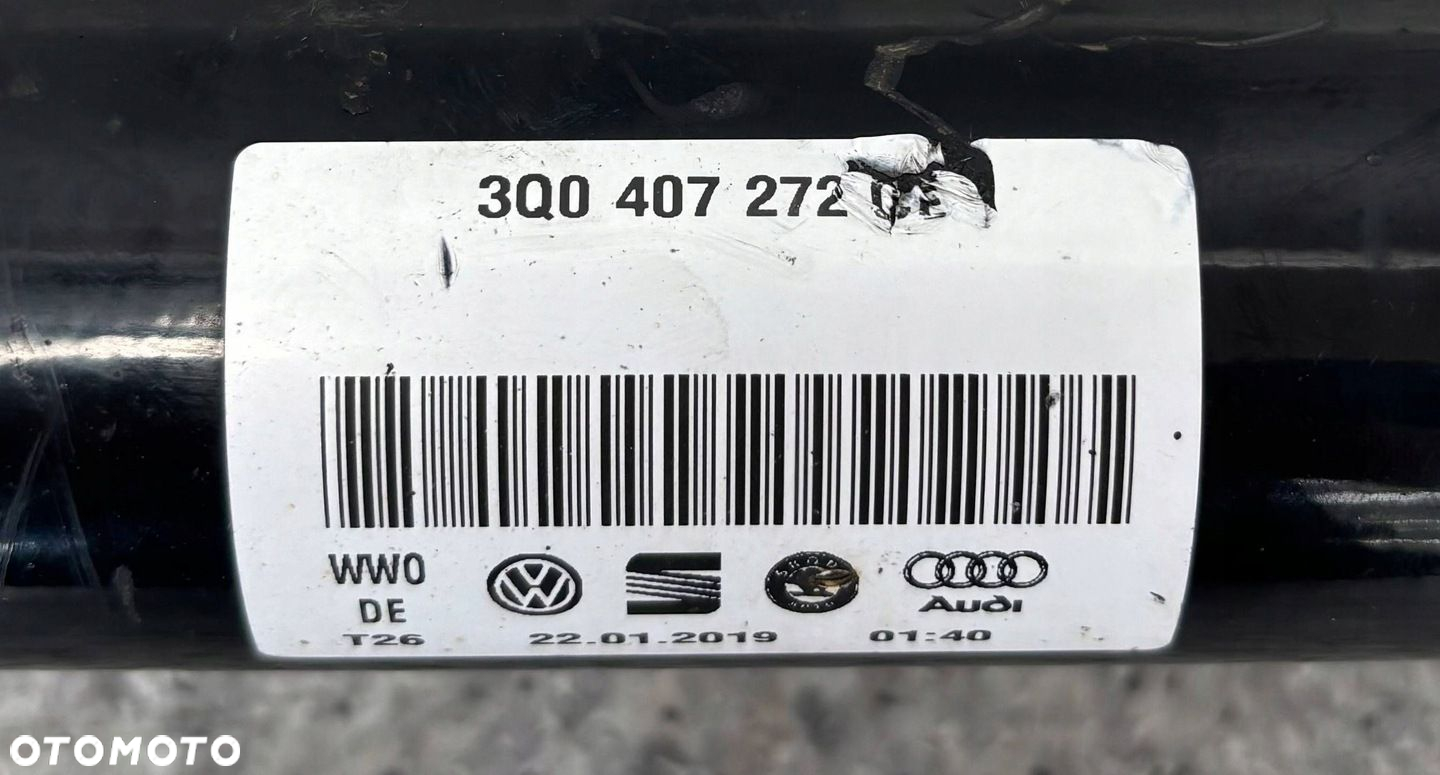 3Q0 407 272
WW0
DE
Audi
T26 22.01.2019 01:40
OTOMOTO